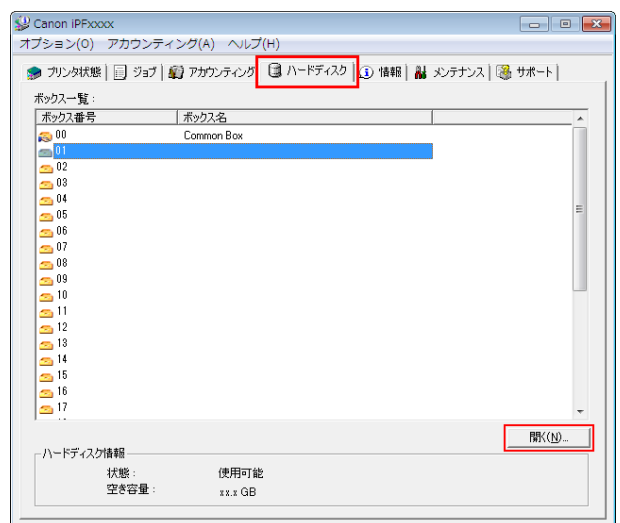 Canon iPFxxxx
オプション(O) アカウンティング(A) ヘルプ(H)
プリンタ状態 ジョブ アカウンティング ハードディスク 情報 メンテナンス サポート
ボックス一覧 :
ボックス番号 ボックス名
00 Common Box
01
02
03
04
05
06
07
08
09
10
11
12
13
14
15
16
17
開く(N)...
ハードディスク情報
状態 : 使用可能
空き容量 : xx.x GB